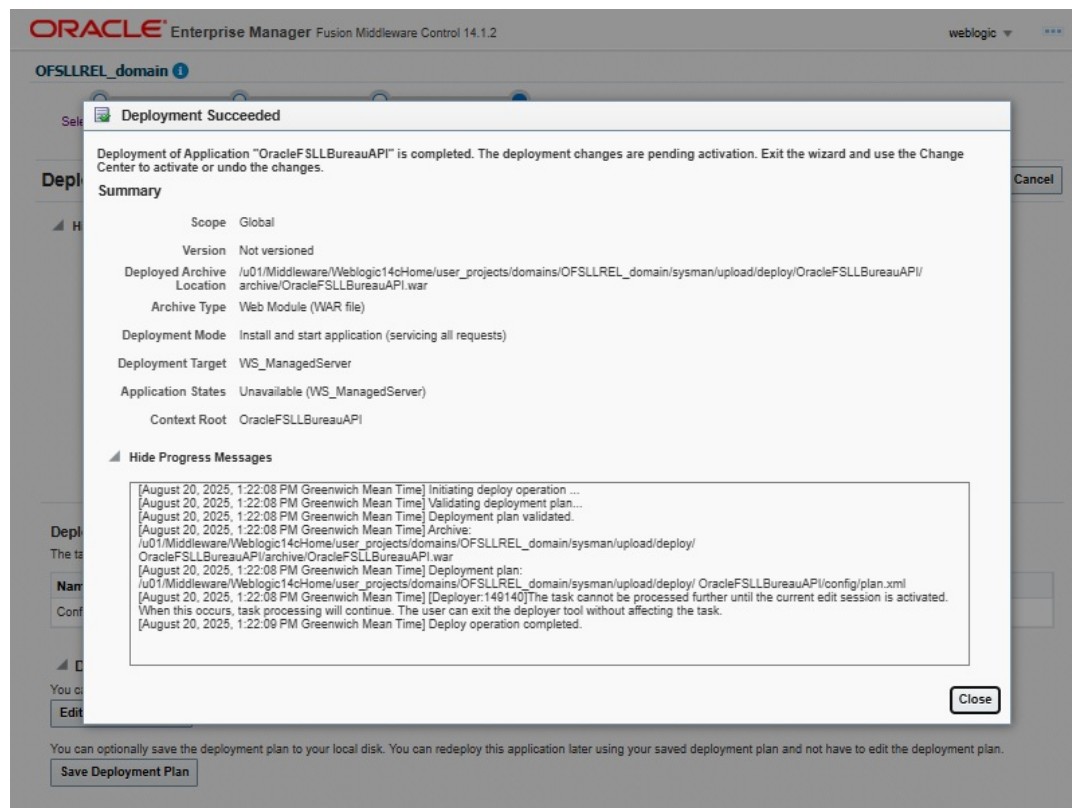 ORACLE Enterprise Manager Fusion Middleware Control 14.1.2
weblogic
OFSLLREL_domain
Sele
Deployment Succeeded
Deployment of Application "OracleFSLLBureauAPI" is completed. The deployment changes are pending activation. Exit the wizard and use the Change
Center to activate or undo the changes.
Depl
Cancel
Summary
H
Scope Global
Version Not versioned
Deployed Archive Location /u01/Middleware/Weblogic14cHome/user_projects/domains/OFSLLREL_domain/sysman/upload/deploy/OracleFSLLBureauAPI/
archive/OracleFSLLBureauAPI.war
Archive Type Web Module (WAR file)
Deployment Mode Install and start application (servicing all requests)
Deployment Target WS_ManagedServer
Application States Unavailable (WS_ManagedServer)
Context Root OracleFSLLBureauAPI
Hide Progress Messages
[August 20, 2025, 1:22:08 PM Greenwich Mean Time] Initiating deploy operation ...
[August 20, 2025, 1:22:08 PM Greenwich Mean Time] Validating deployment plan...
[August 20, 2025, 1:22:08 PM Greenwich Mean Time] Deployment plan validated.
[August 20, 2025, 1:22:08 PM Greenwich Mean Time] Archive:
/u01/Middleware/Weblogic14cHome/user_projects/domains/OFSLLREL_domain/sysman/upload/deploy/
OracleFSLLBureauAPI/archive/OracleFSLLBureauAPI.war
[August 20, 2025, 1:22:08 PM Greenwich Mean Time] Deployment plan:
/u01/Middleware/Weblogic14cHome/user_projects/domains/OFSLLREL_domain/sysman/upload/deploy/ OracleFSLLBureauAPI/config/plan.xml
[August 20, 2025, 1:22:08 PM Greenwich Mean Time] [Deployer:149140]The task cannot be processed further until the current edit session is activated.
When this occurs, task processing will continue. The user can exit the deployer tool without affecting the task.
[August 20, 2025, 1:22:09 PM Greenwich Mean Time] Deploy operation completed.
Depl
The ta
Nam
Conf
D
You ca
Close
Edit
You can optionally save the deployment plan to your local disk. You can redeploy this application later using your saved deployment plan and not have to edit the deployment plan.
Save Deployment Plan